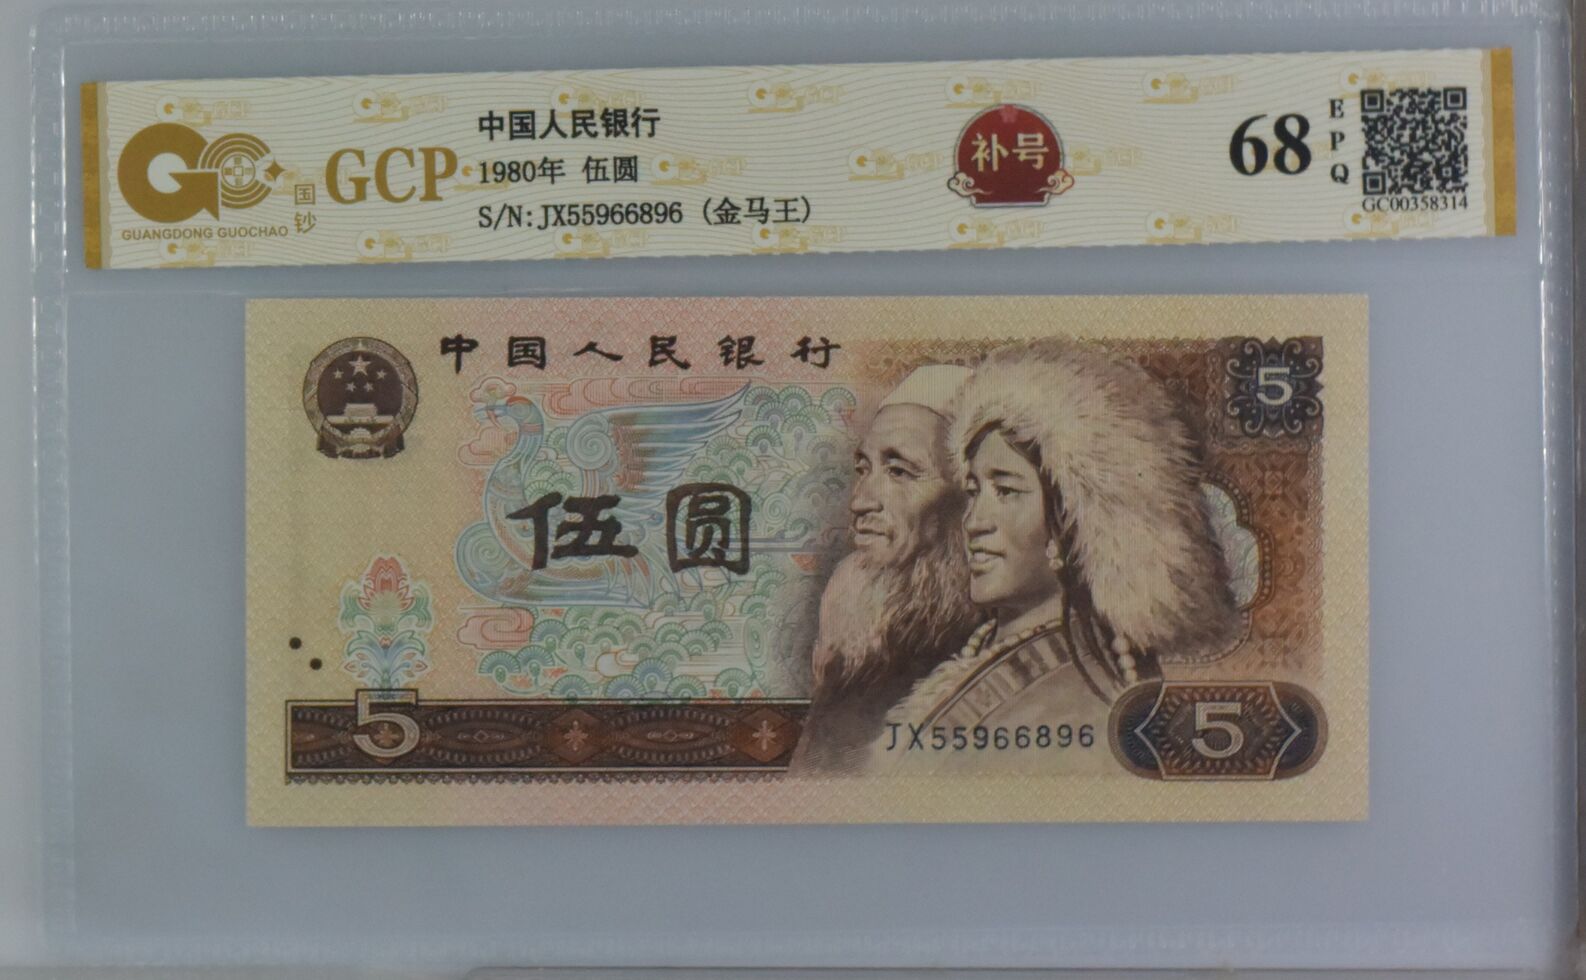 GCP
国钞
GUANGDONG GUOCHAO
中国人民银行
1980年 伍圆
S/N: JX55966896 (金马王)
补号
68
EPQ
GC00358314
中国人民银行
5
伍圆
5
JX55966896
5